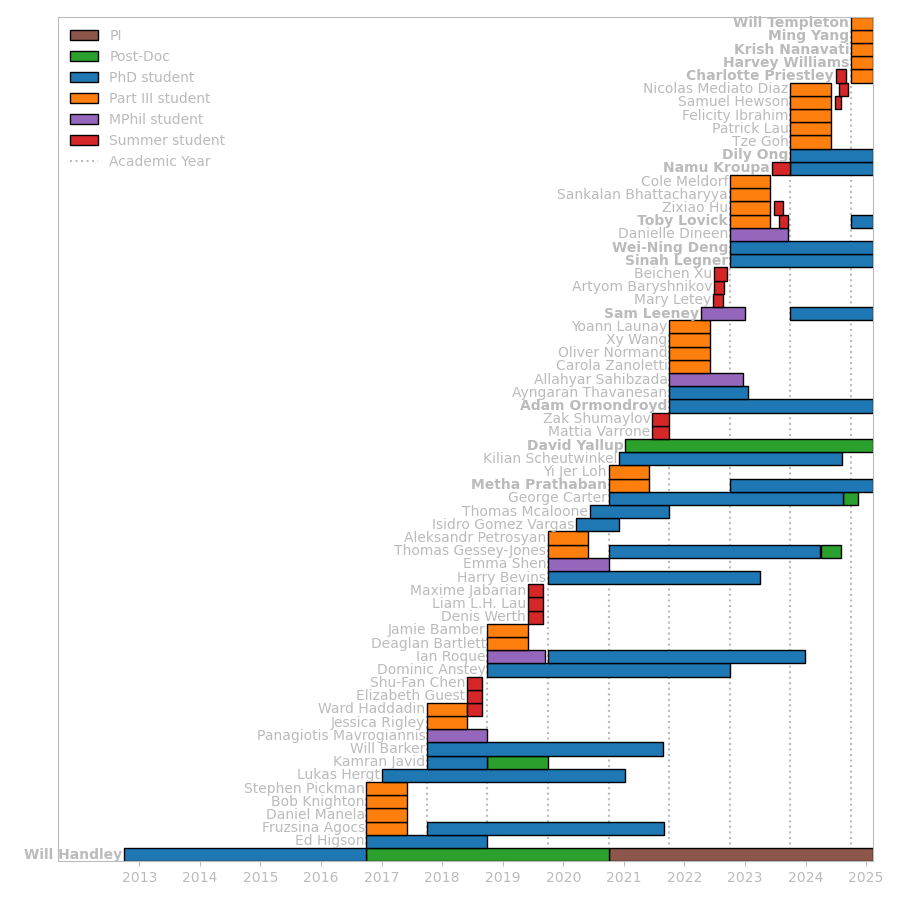 PI
Post-Doc
PhD student
Part III student
MPhil student
Summer student
Academic Year
Will Templeton
Ming Yang
Krish Nanavati
Harvey Williams
Charlotte Priestley
Nicolas Mediato Diaz
Samuel Hewson
Felicity Ibrahim
Patrick Lau
Tze Goh
Dily Ong
Namu Kroupa
Cole Meldorf
Sankalan Bhattacharyya
Zixiao Hu
Toby Lovick
Danielle Dineen
Wei-Ning Deng
Sinah Legner
Beichen Xu
Artyom Baryshnikov
Mary Letey
Sam Leeney
Yoann Launay
Xy Wang
Oliver Normand
Carola Zanoletti
Allahyar Sahibzada
Ayngaran Thavanesan
Adam Ormondroyd
Zak Shumaylov
Mattia Varrone
David Yallup
Kilian Scheutwinkel
Yi Jer Loh
Metha Prathaban
George Carter
Thomas Mcaloone
Isidro Gomez Vargas
Aleksandr Petrosyan
Thomas Gessey-Jones
Emma Shen
Harry Bevins
Maxime Jabarian
Liam L.H. Lau
Denis Werth
Jamie Bamber
Deaglan Bartlett
Ian Roque
Dominic Anstey
Shu-Fan Chen
Elizabeth Guest
Ward Haddadin
Jessica Rigley
Panagiotis Mavrogiannis
Will Barker
Kamran Javid
Lukas Hergt
Stephen Pickman
Bob Knighton
Daniel Manela
Fruzsina Agocs
Ed Higson
Will Handley
2013 2014 2015 2016 2017 2018 2019 2020 2021 2022 2023 2024 2025